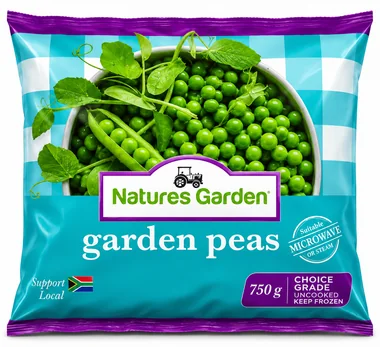 Natures Garden®
garden peas
Suitable
MICROWAVE
OR STEAM
Support
Local
750 g
CHOICE
GRADE
UNCOOKED
KEEP FROZEN